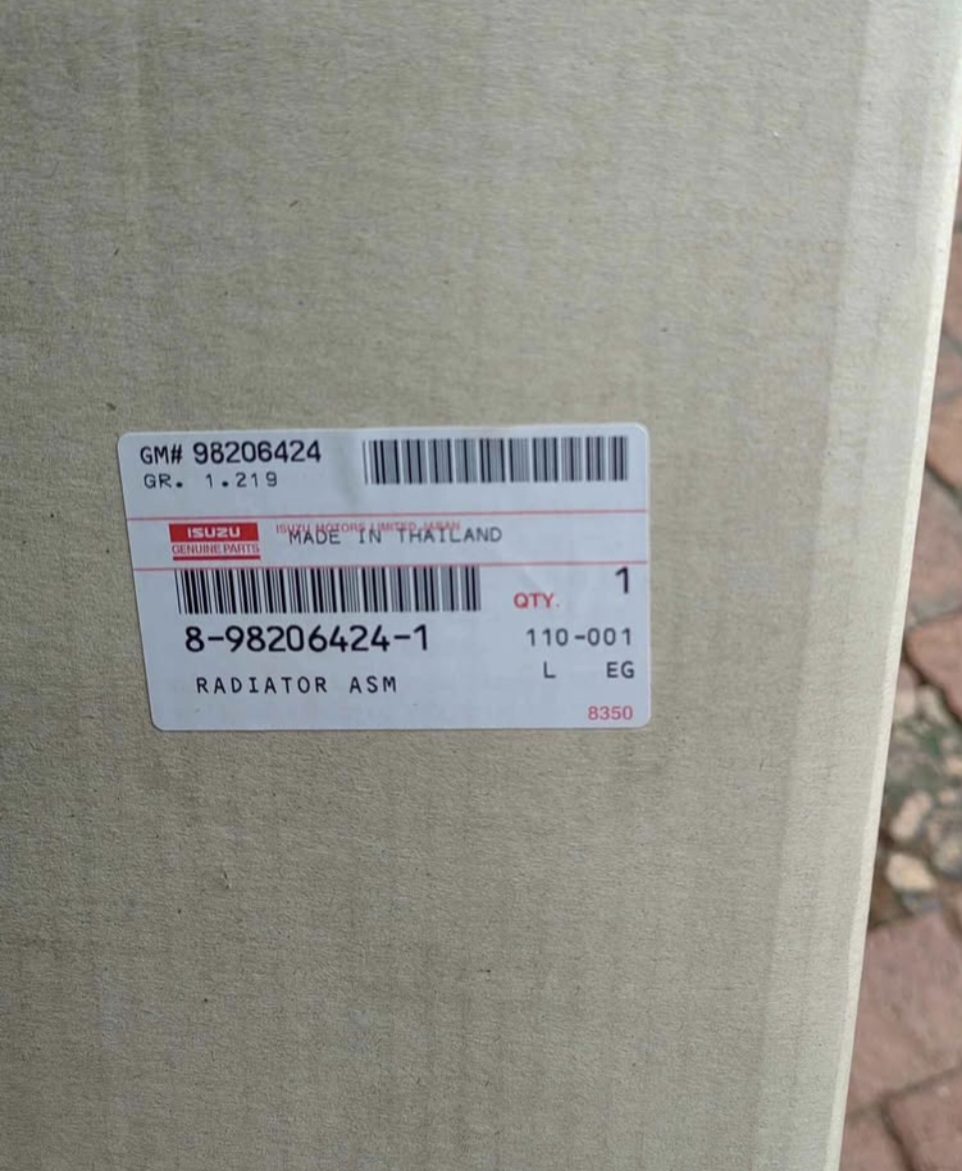 GM# 98206424
GR. 1.219
ISUZU
GENUINE PARTS
ISUZU MOTORS LIMITED JAPAN
MADE IN THAILAND
1
QTY.
8-98206424-1
110-001
L EG
RADIATOR ASM
8350